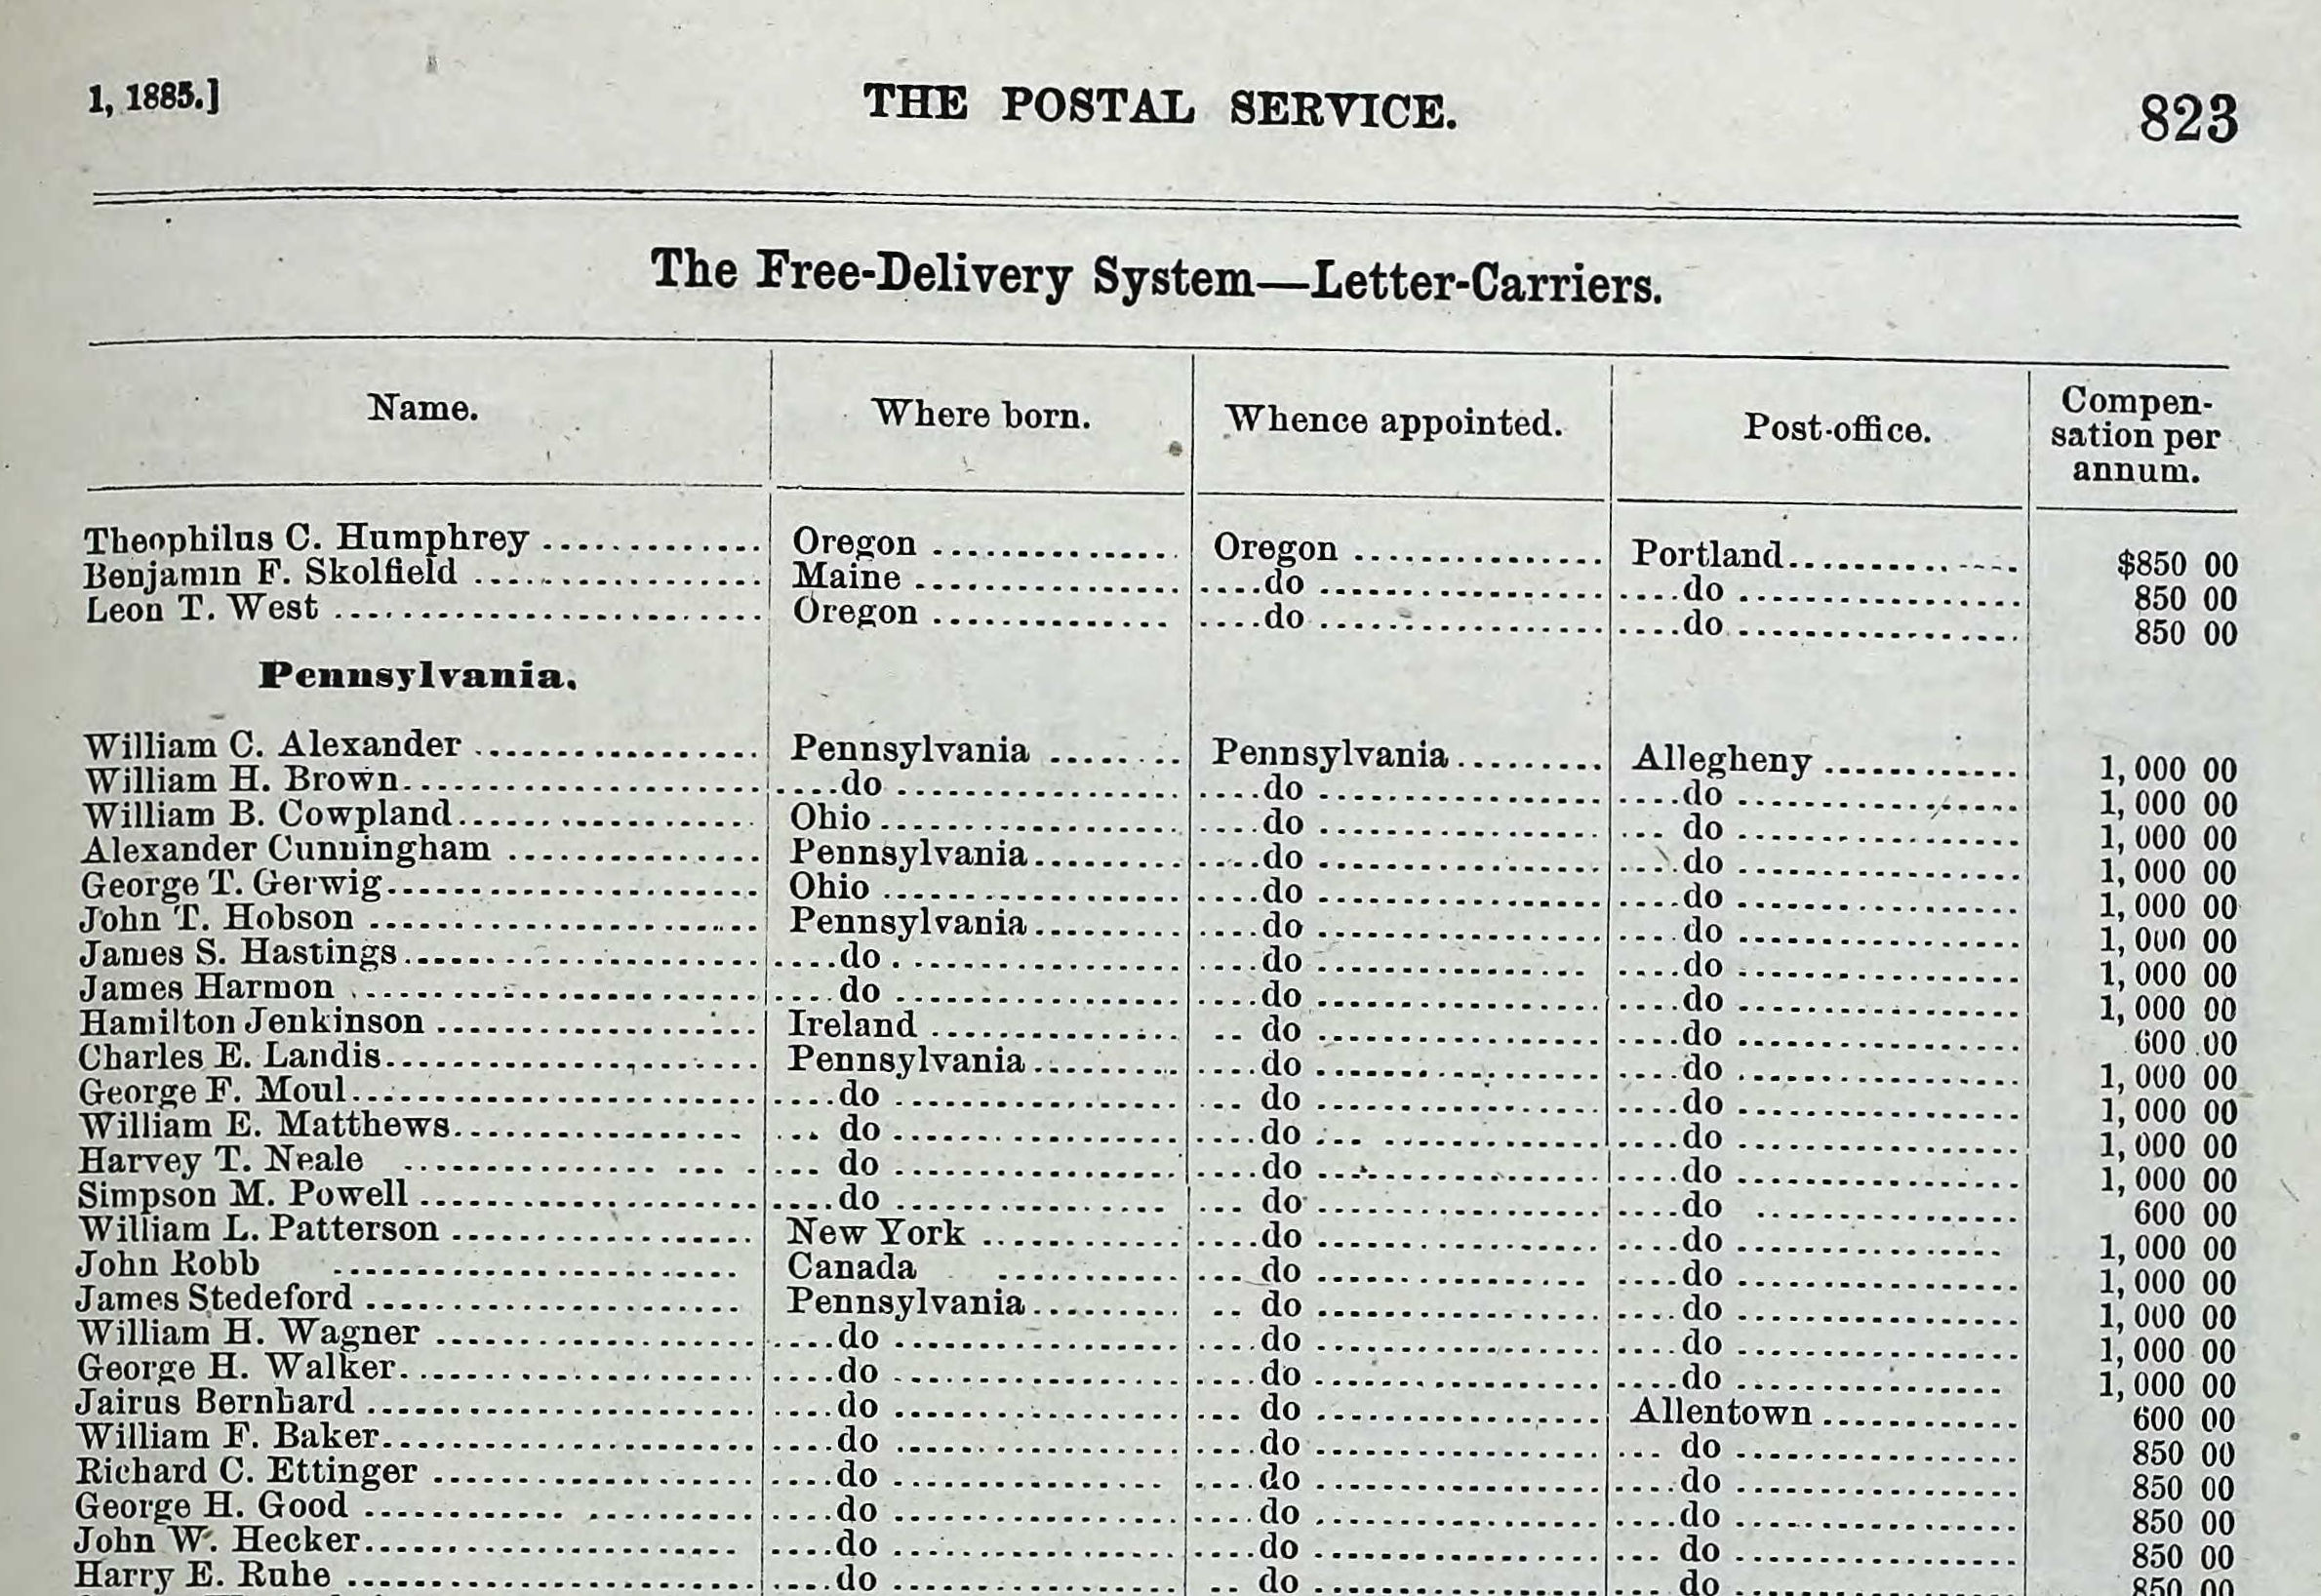 1, 1885.] THE POSTAL SERVICE. 823
The Free-Delivery System—Letter-Carriers.
Name. Where born. Whence appointed. Post-office. Compensation per annum.
Theophilus C. Humphrey Oregon Oregon Portland $850 00
Benjamin F. Skolfield Maine do do 850 00
Leon T. West Oregon do do 850 00
Pennsylvania.
William C. Alexander Pennsylvania Pennsylvania Allegheny 1,000 00
William H. Brown do do do 1,000 00
William B. Cowpland Ohio do do 1,000 00
Alexander Cunningham Pennsylvania do do 1,000 00
George T. Gerwig Ohio do do 1,000 00
John T. Hobson Pennsylvania do do 1,000 00
James S. Hastings do do do 1,000 00
James Harmon do do do 1,000 00
Hamilton Jenkinson Ireland do do 600 00
Charles E. Landis Pennsylvania do do 1,000 00
George F. Moul do do do 1,000 00
William E. Matthews do do do 1,000 00
Harvey T. Neale do do do 1,000 00
Simpson M. Powell do do do 600 00
William L. Patterson New York do do 1,000 00
John Robb Canada do do 1,000 00
James Stedeford Pennsylvania do do 1,000 00
William H. Wagner do do do 1,000 00
George H. Walker do do do 1,000 00
Jairus Bernhard do do Allentown 600 00
William F. Baker do do do 850 00
Richard C. Ettinger do do do 850 00
George H. Good do do do 850 00
John W. Hecker do do do 850 00
Harry E. Ruhe do do do 850 00